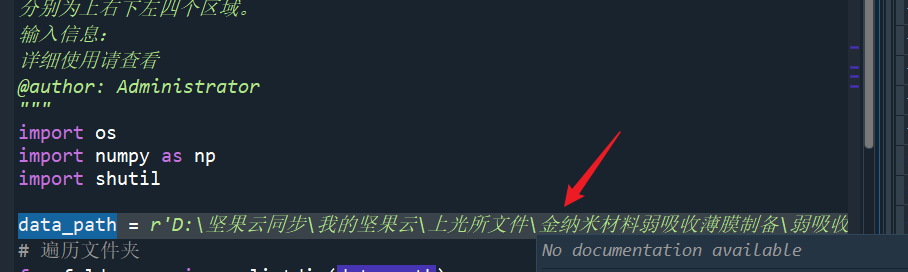 分别为上右下左四个区域。
输入信息：
详细使用请查看
@author: Administrator
"""
import os
import numpy as np
import shutil
data_path = r'D:\坚果云同步\我的坚果云\上光所文件\金纳米材料弱吸收薄膜制备\弱吸收
# 遍历文件夹
No documentation available